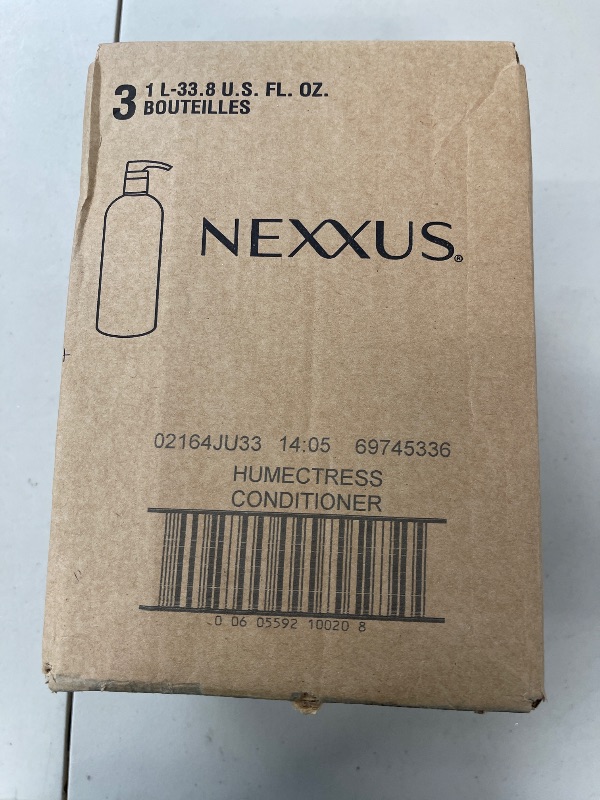 3 1 L-33.8 U.S. FL. OZ.
BOUTEILLES
NEXXUS®
02164JU33 14:05 69745336
HUMECTRESS
CONDITIONER
0 06 05592 10020 8